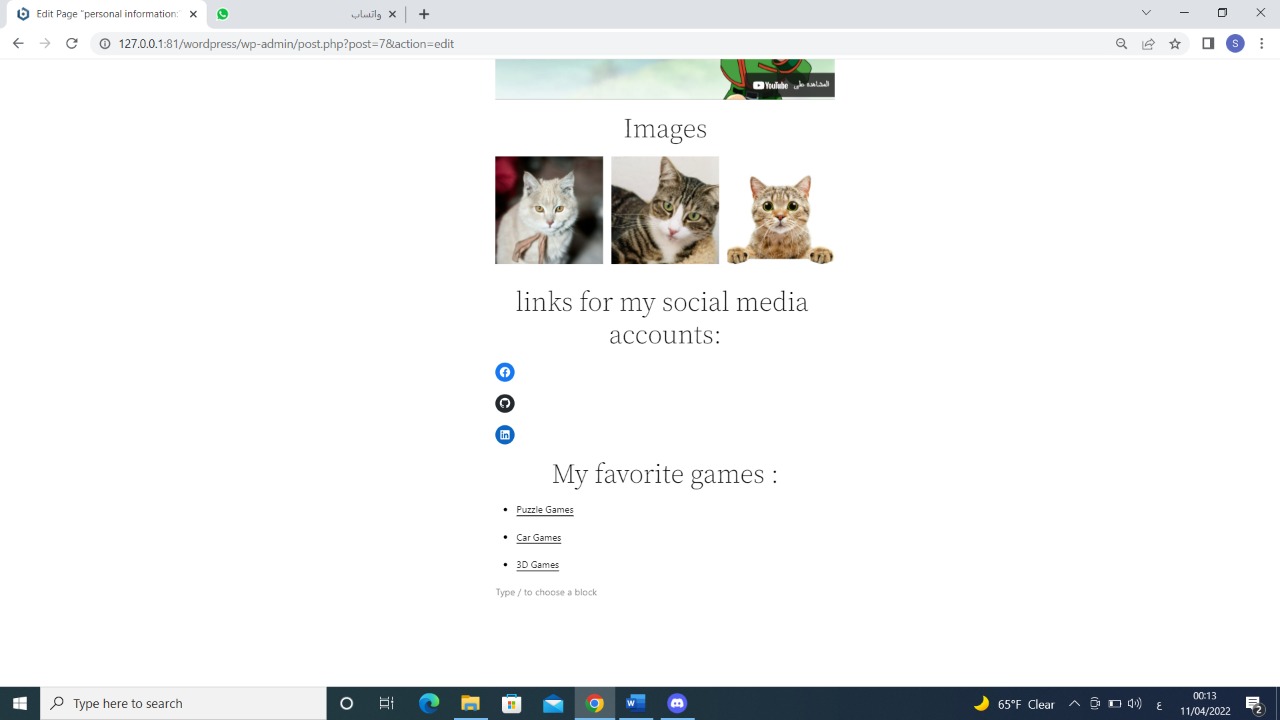 Edit Page "personal information:
واتساب
127.0.0.1:81/wordpress/wp-admin/post.php?post=7&action=edit
S
المشاهدة على YouTube
Images
links for my social media
accounts:
in
My favorite games :
Puzzle Games
Car Games
3D Games
Type / to choose a block
Type here to search
65°F Clear
ع
00:13
11/04/2022
2